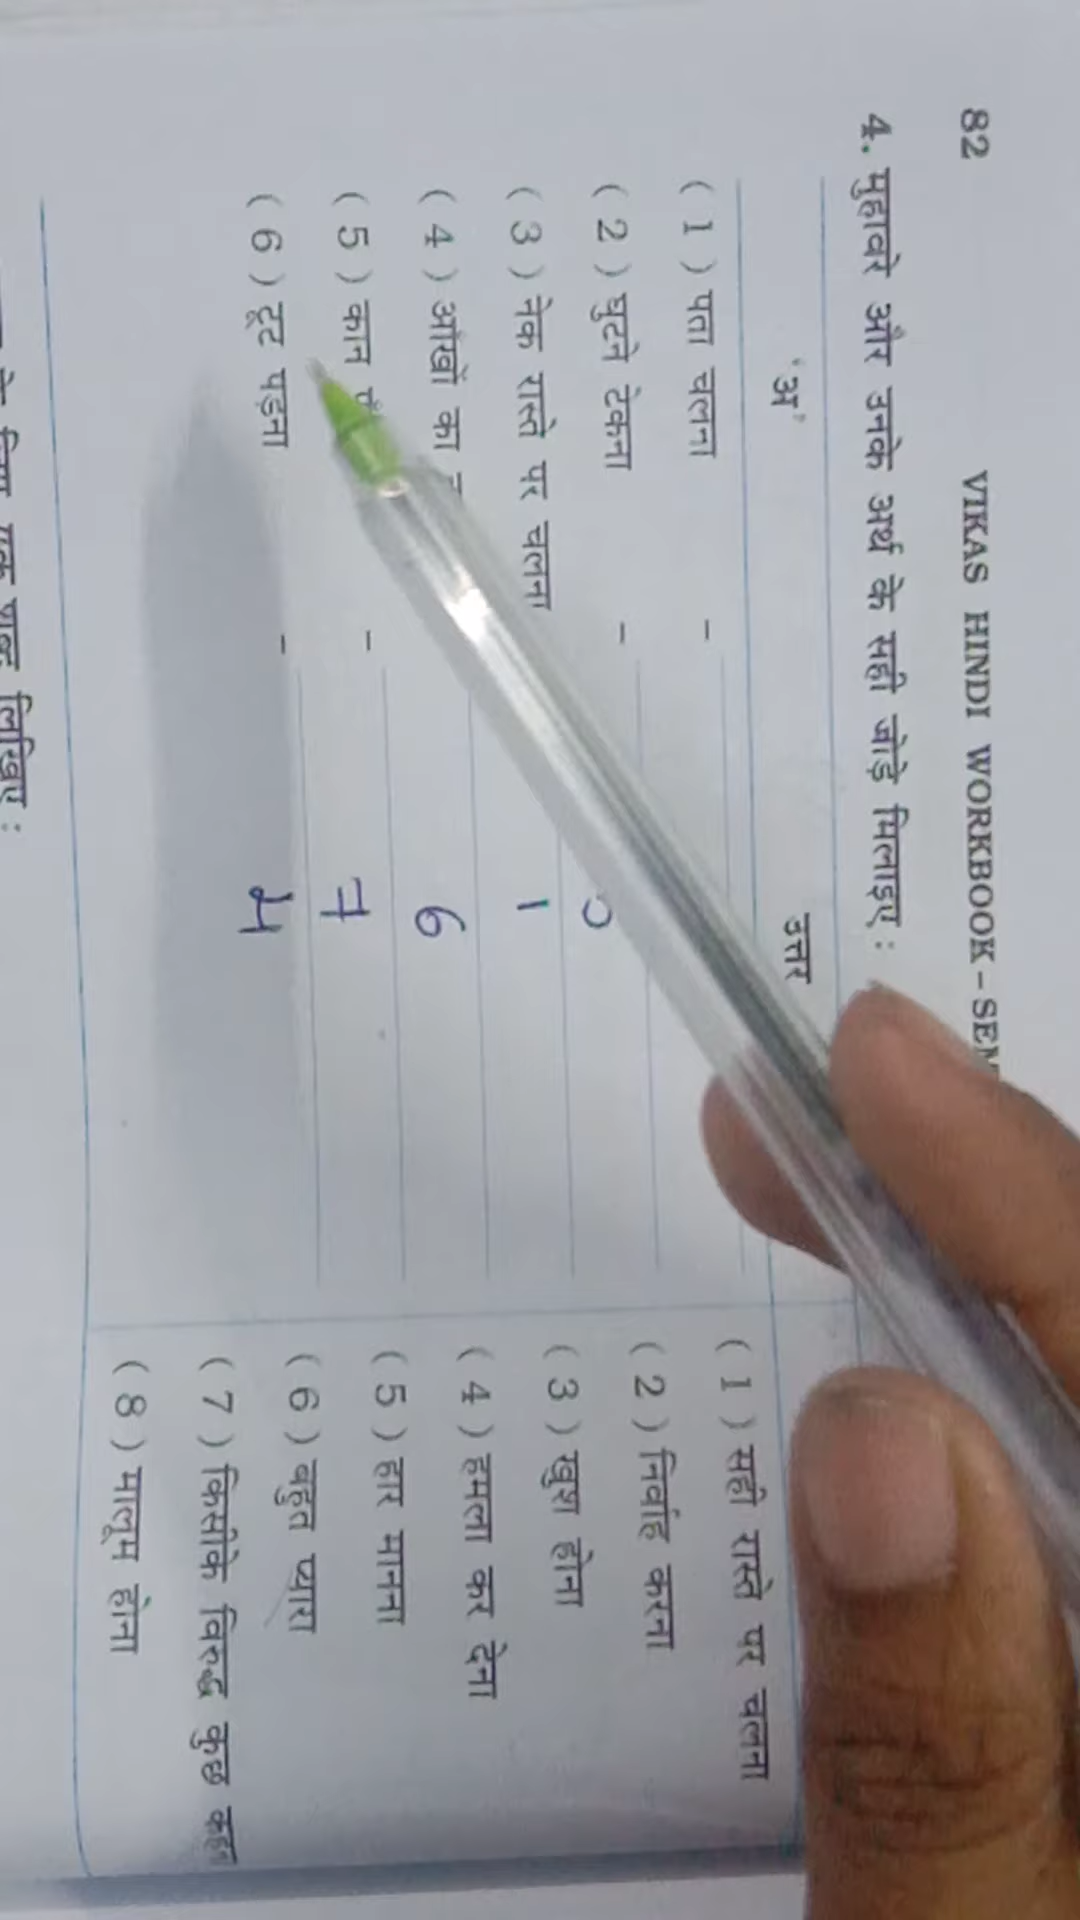 82 VIKAS HINDI WORKBOOK – SEM
4. मुहावरे और उनके अर्थ के सही जोड़े मिलाइए :
'अ' उत्तर
( 1 ) पता चलना – ( 1 ) सही रास्ते पर चलना
( 2 ) घुटने टेकना – ( 2 ) निर्वाह करना
( 3 ) नेक रास्ते पर चलना 1 ( 3 ) खुश होना
( 4 ) आँखों का 6 ( 4 ) हमला कर देना
( 5 ) कान – 7 ( 5 ) हार मानना
( 6 ) टूट पड़ना – 4 ( 6 ) बहुत प्यारा
( 7 ) किसीके विरुद्ध कुछ
( 8 ) मालूम होना
लिखिए :